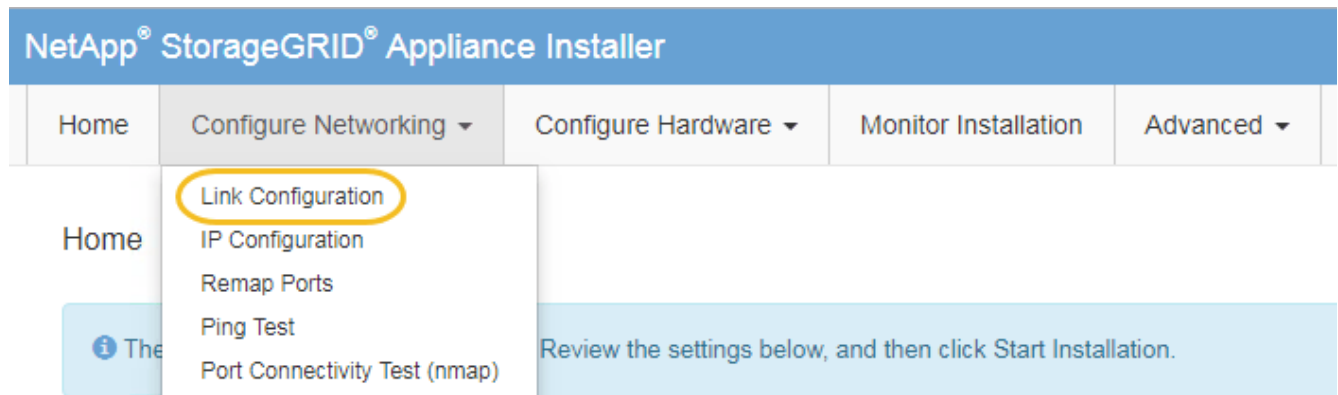 NetApp® StorageGRID® Appliance Installer
Home Configure Networking Configure Hardware Monitor Installation Advanced
Link Configuration
Home IP Configuration
Remap Ports
Ping Test
The Review the settings below, and then click Start Installation.
Port Connectivity Test (nmap)